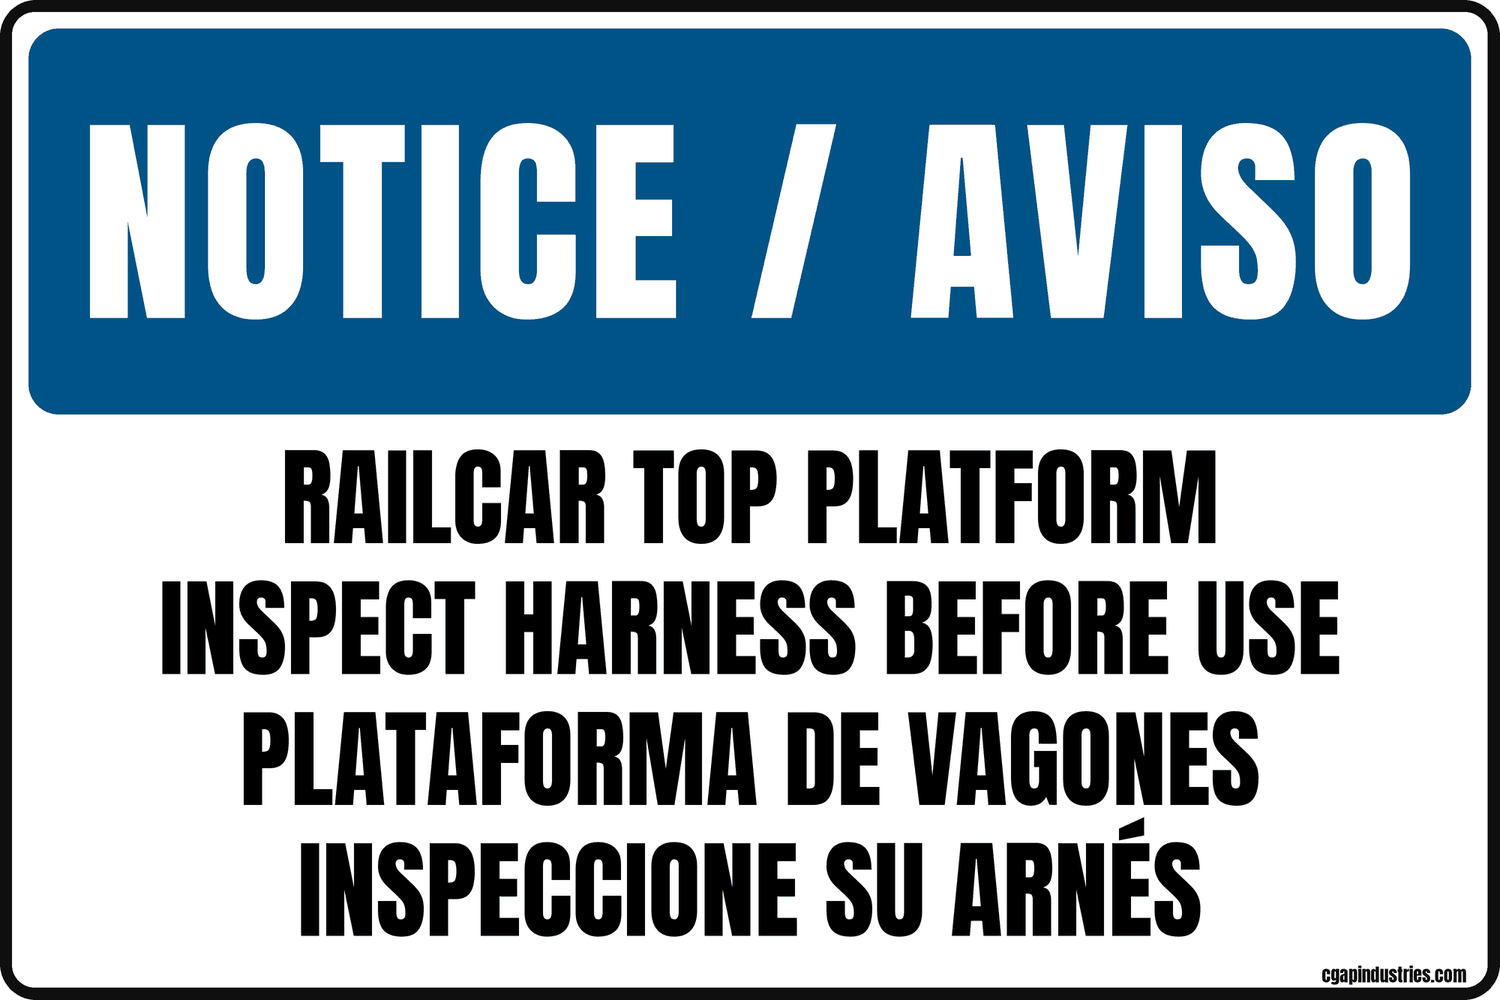 NOTICE / AVISO
RAILCAR TOP PLATFORM
INSPECT HARNESS BEFORE USE
PLATAFORMA DE VAGONES
INSPECCIONE SU ARNÉS
cgapindustries.com